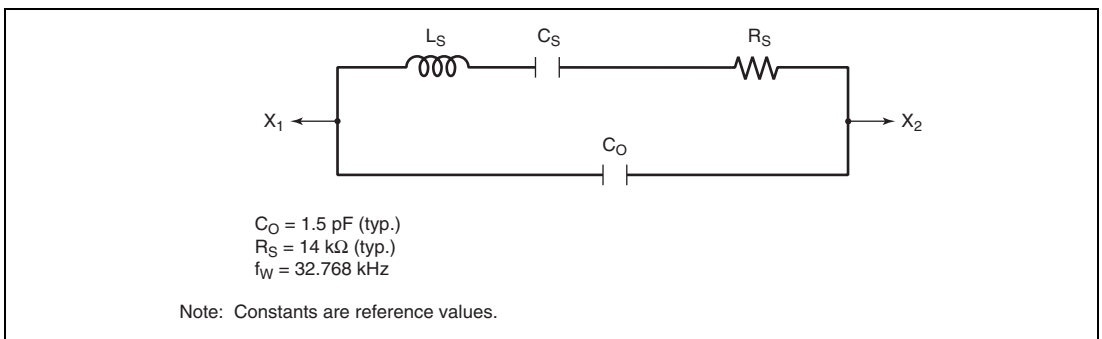 L_S C_S R_S
X_1 X_2
C_O
C_O = 1.5 pF (typ.)
R_S = 14 kΩ (typ.)
f_W = 32.768 kHz
Note: Constants are reference values.